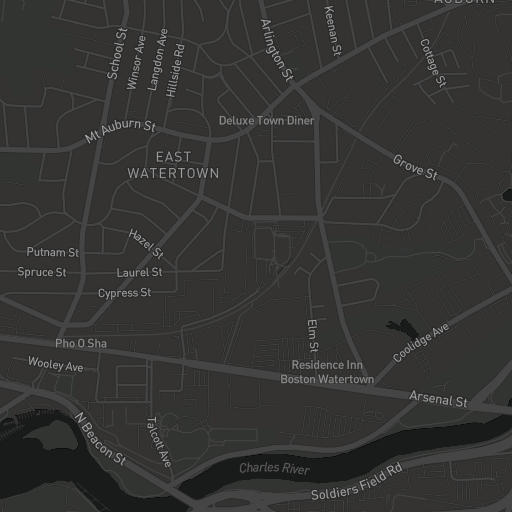 AUBURN
School St
Winsor Ave
Langdon Ave
Hillside Rd
Arlington St
Keenan St
Cottage St
Mt Auburn St
Deluxe Town Diner
EAST
WATERTOWN
Grove St
Putnam St
Hazel St
Spruce St
Laurel St
Cypress St
Pho O Sha
Elm St
Coolidge Ave
Wooley Ave
Residence Inn
Boston Watertown
Arsenal St
N Beacon St
Talcott Ave
Charles River
Soldiers Field Rd